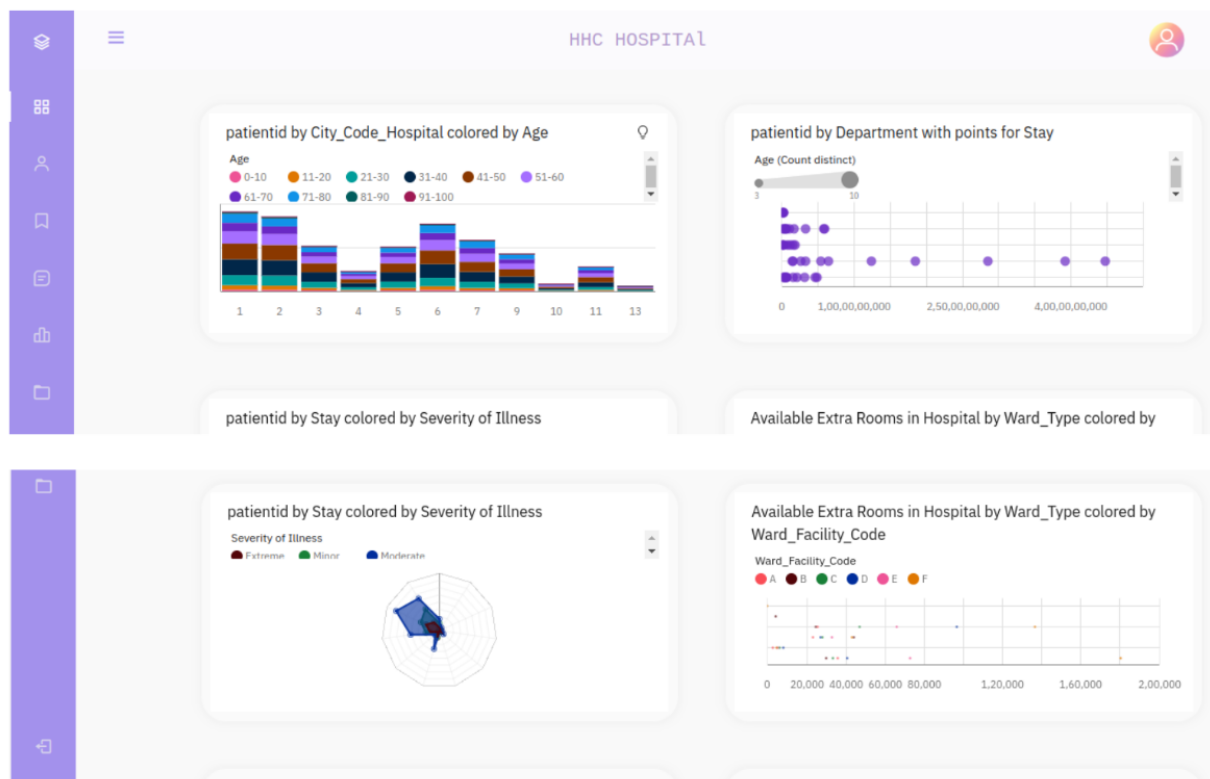 HHC HOSPITAl
patientid by City_Code_Hospital colored by Age
Age
0-10 11-20 21-30 31-40 41-50 51-60
61-70 71-80 81-90 91-100
1 2 3 4 5 6 7 9 10 11 13
patientid by Department with points for Stay
Age (Count distinct)
3 10
0 1,00,00,00,000 2,50,00,00,000 4,00,00,00,000
patientid by Stay colored by Severity of Illness
Available Extra Rooms in Hospital by Ward_Type colored by
patientid by Stay colored by Severity of Illness
Severity of Illness
Extreme Minor Moderate
Available Extra Rooms in Hospital by Ward_Type colored by
Ward_Facility_Code
Ward_Facility_Code
A B C D E F
0 20,000 40,000 60,000 80,000 1,20,000 1,60,000 2,00,000